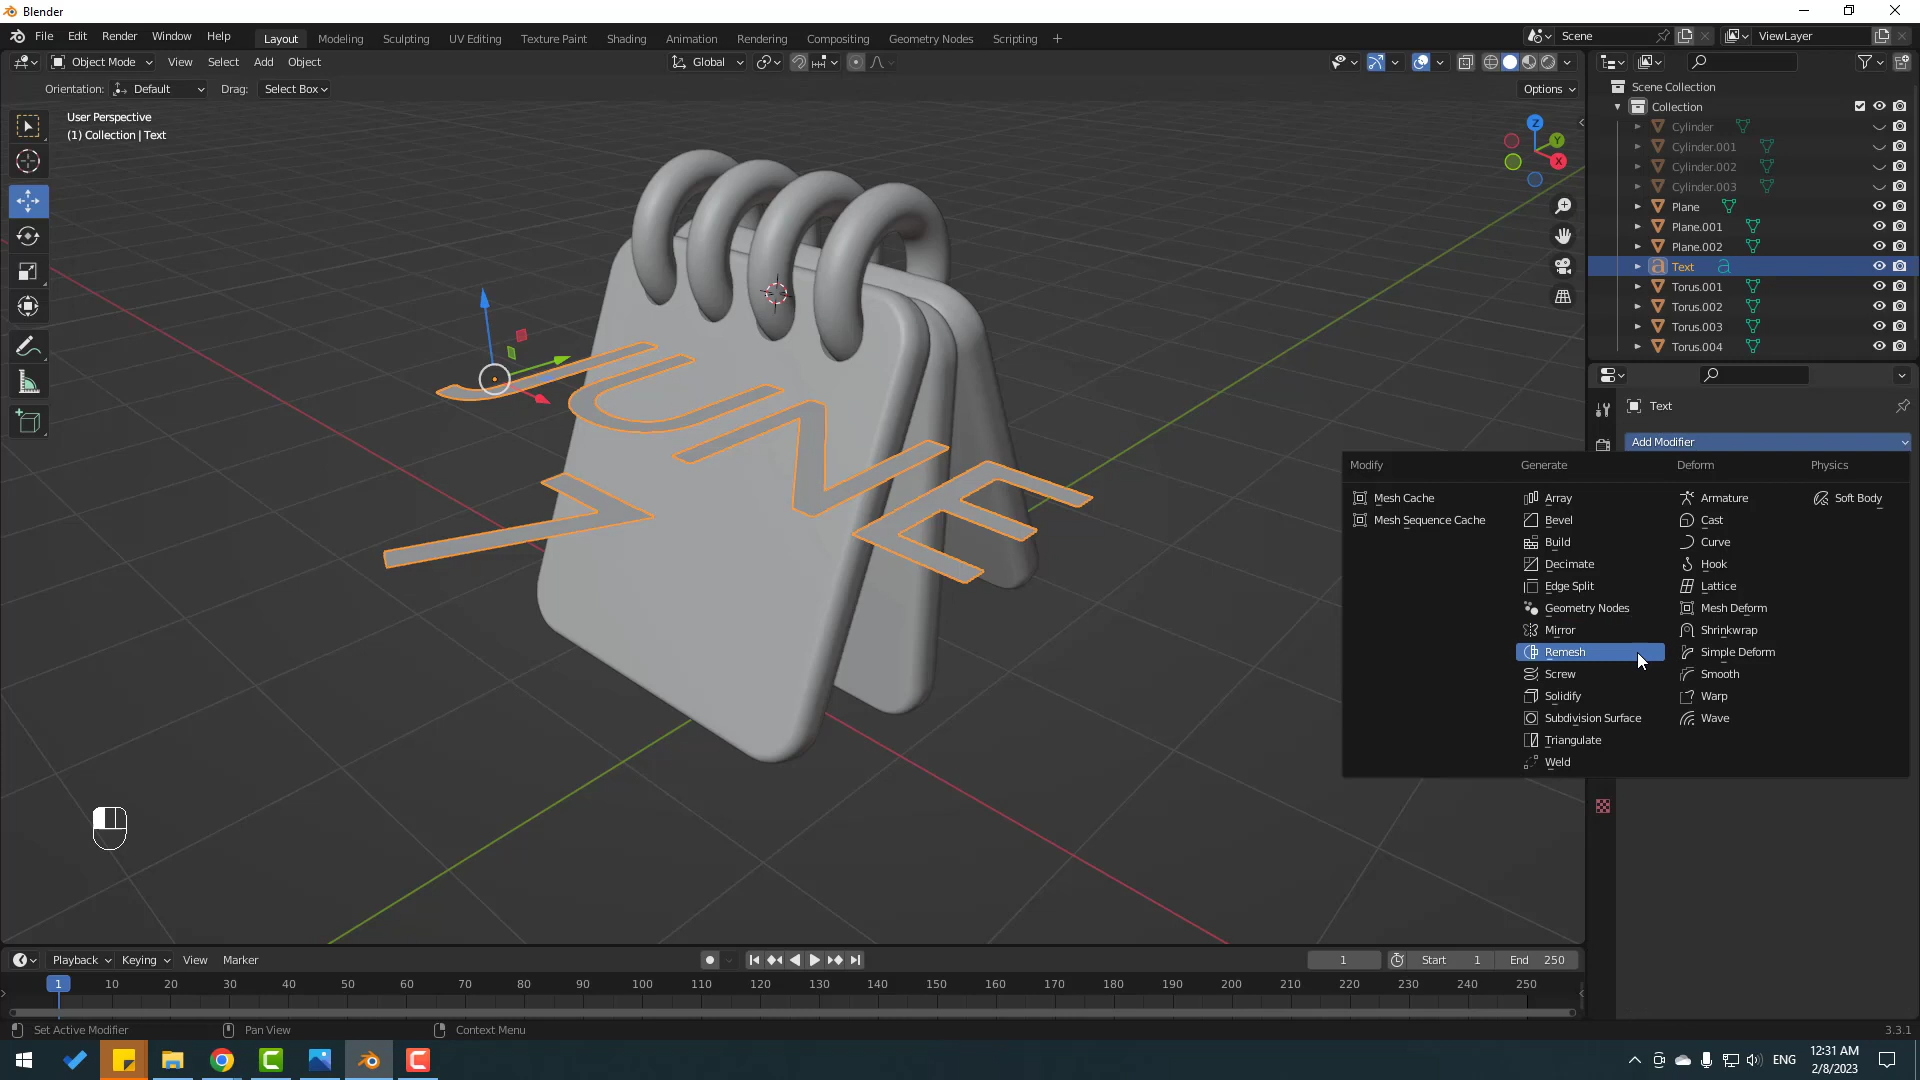 Blender
File Edit Render Window Help Layout Modeling Sculpting UV Editing Texture Paint Shading Animation Rendering Compositing Geometry Nodes Scripting Scene ViewLayer
Object Mode View Select Add Object Global
Orientation: Default Drag: Select Box Options
User Perspective
(1) Collection | Text
Z
Y
X
Scene Collection
Collection
Cylinder
Cylinder.001
Cylinder.002
Cylinder.003
Plane
Plane.001
Plane.002
Text
Torus.001
Torus.002
Torus.003
Torus.004
Text
Add Modifier
Modify Generate Deform Physics
Mesh Cache Array Armature Soft Body
Mesh Sequence Cache Bevel Cast
Build Curve
Decimate Hook
Edge Split Lattice
Geometry Nodes Mesh Deform
Mirror Shrinkwrap
Remesh Simple Deform
Screw Smooth
Solidify Warp
Subdivision Surface Wave
Triangulate
Weld
JUNE
7
Playback Keying View Marker 1 Start 1 End 250
1 10 20 30 40 50 60 70 80 90 100 110 120 130 140 150 160 170 180 190 200 210 220 230 240 250
Set Active Modifier Pan View Context Menu 3.3.1
ENG 12:31 AM
2/8/2023